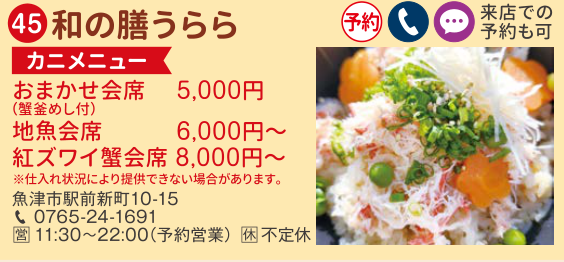 45 和の膳うらら
予約
来店での
予約も可
カニメニュー
おまかせ会席 5,000円
(蟹釜めし付)
地魚会席 6,000円～
紅ズワイ蟹会席 8,000円～
※仕入れ状況により提供できない場合があります。
魚津市駅前新町10-15
0765-24-1691
営 11:30～22:00(予約営業) 休 不定休